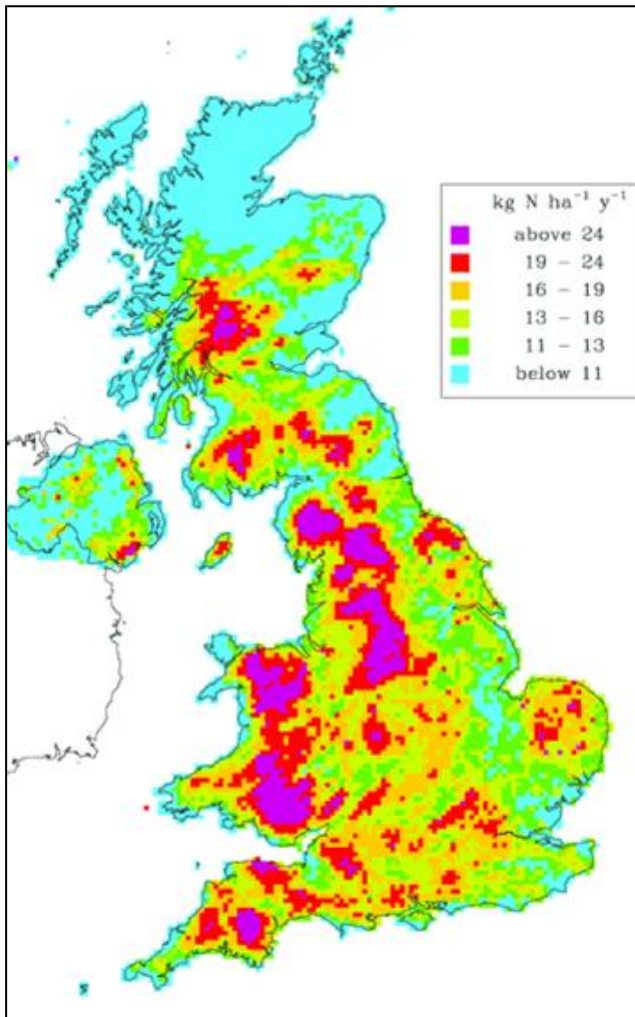 kg N ha⁻¹ y⁻¹
above 24
19 – 24
16 – 19
13 – 16
11 – 13
below 11